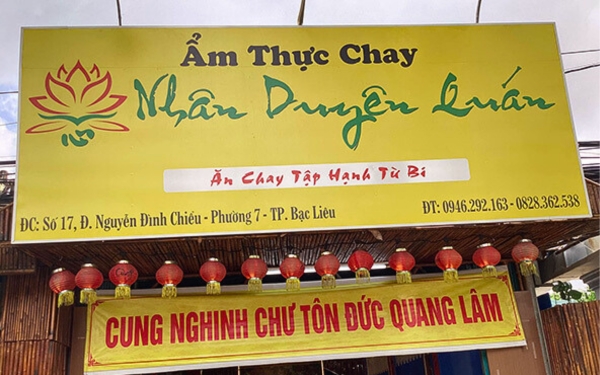 Ẩm Thực Chay
Nhân Duyên Quán
Ăn Chay Tập Hạnh Từ Bi
ĐC: Số 17, Đ. Nguyễn Đình Chiểu - Phường 7 - TP. Bạc Liêu
ĐT: 0946.292.163 - 0828.362.538
CUNG NGHINH CHƯ TÔN ĐỨC QUANG LÂM